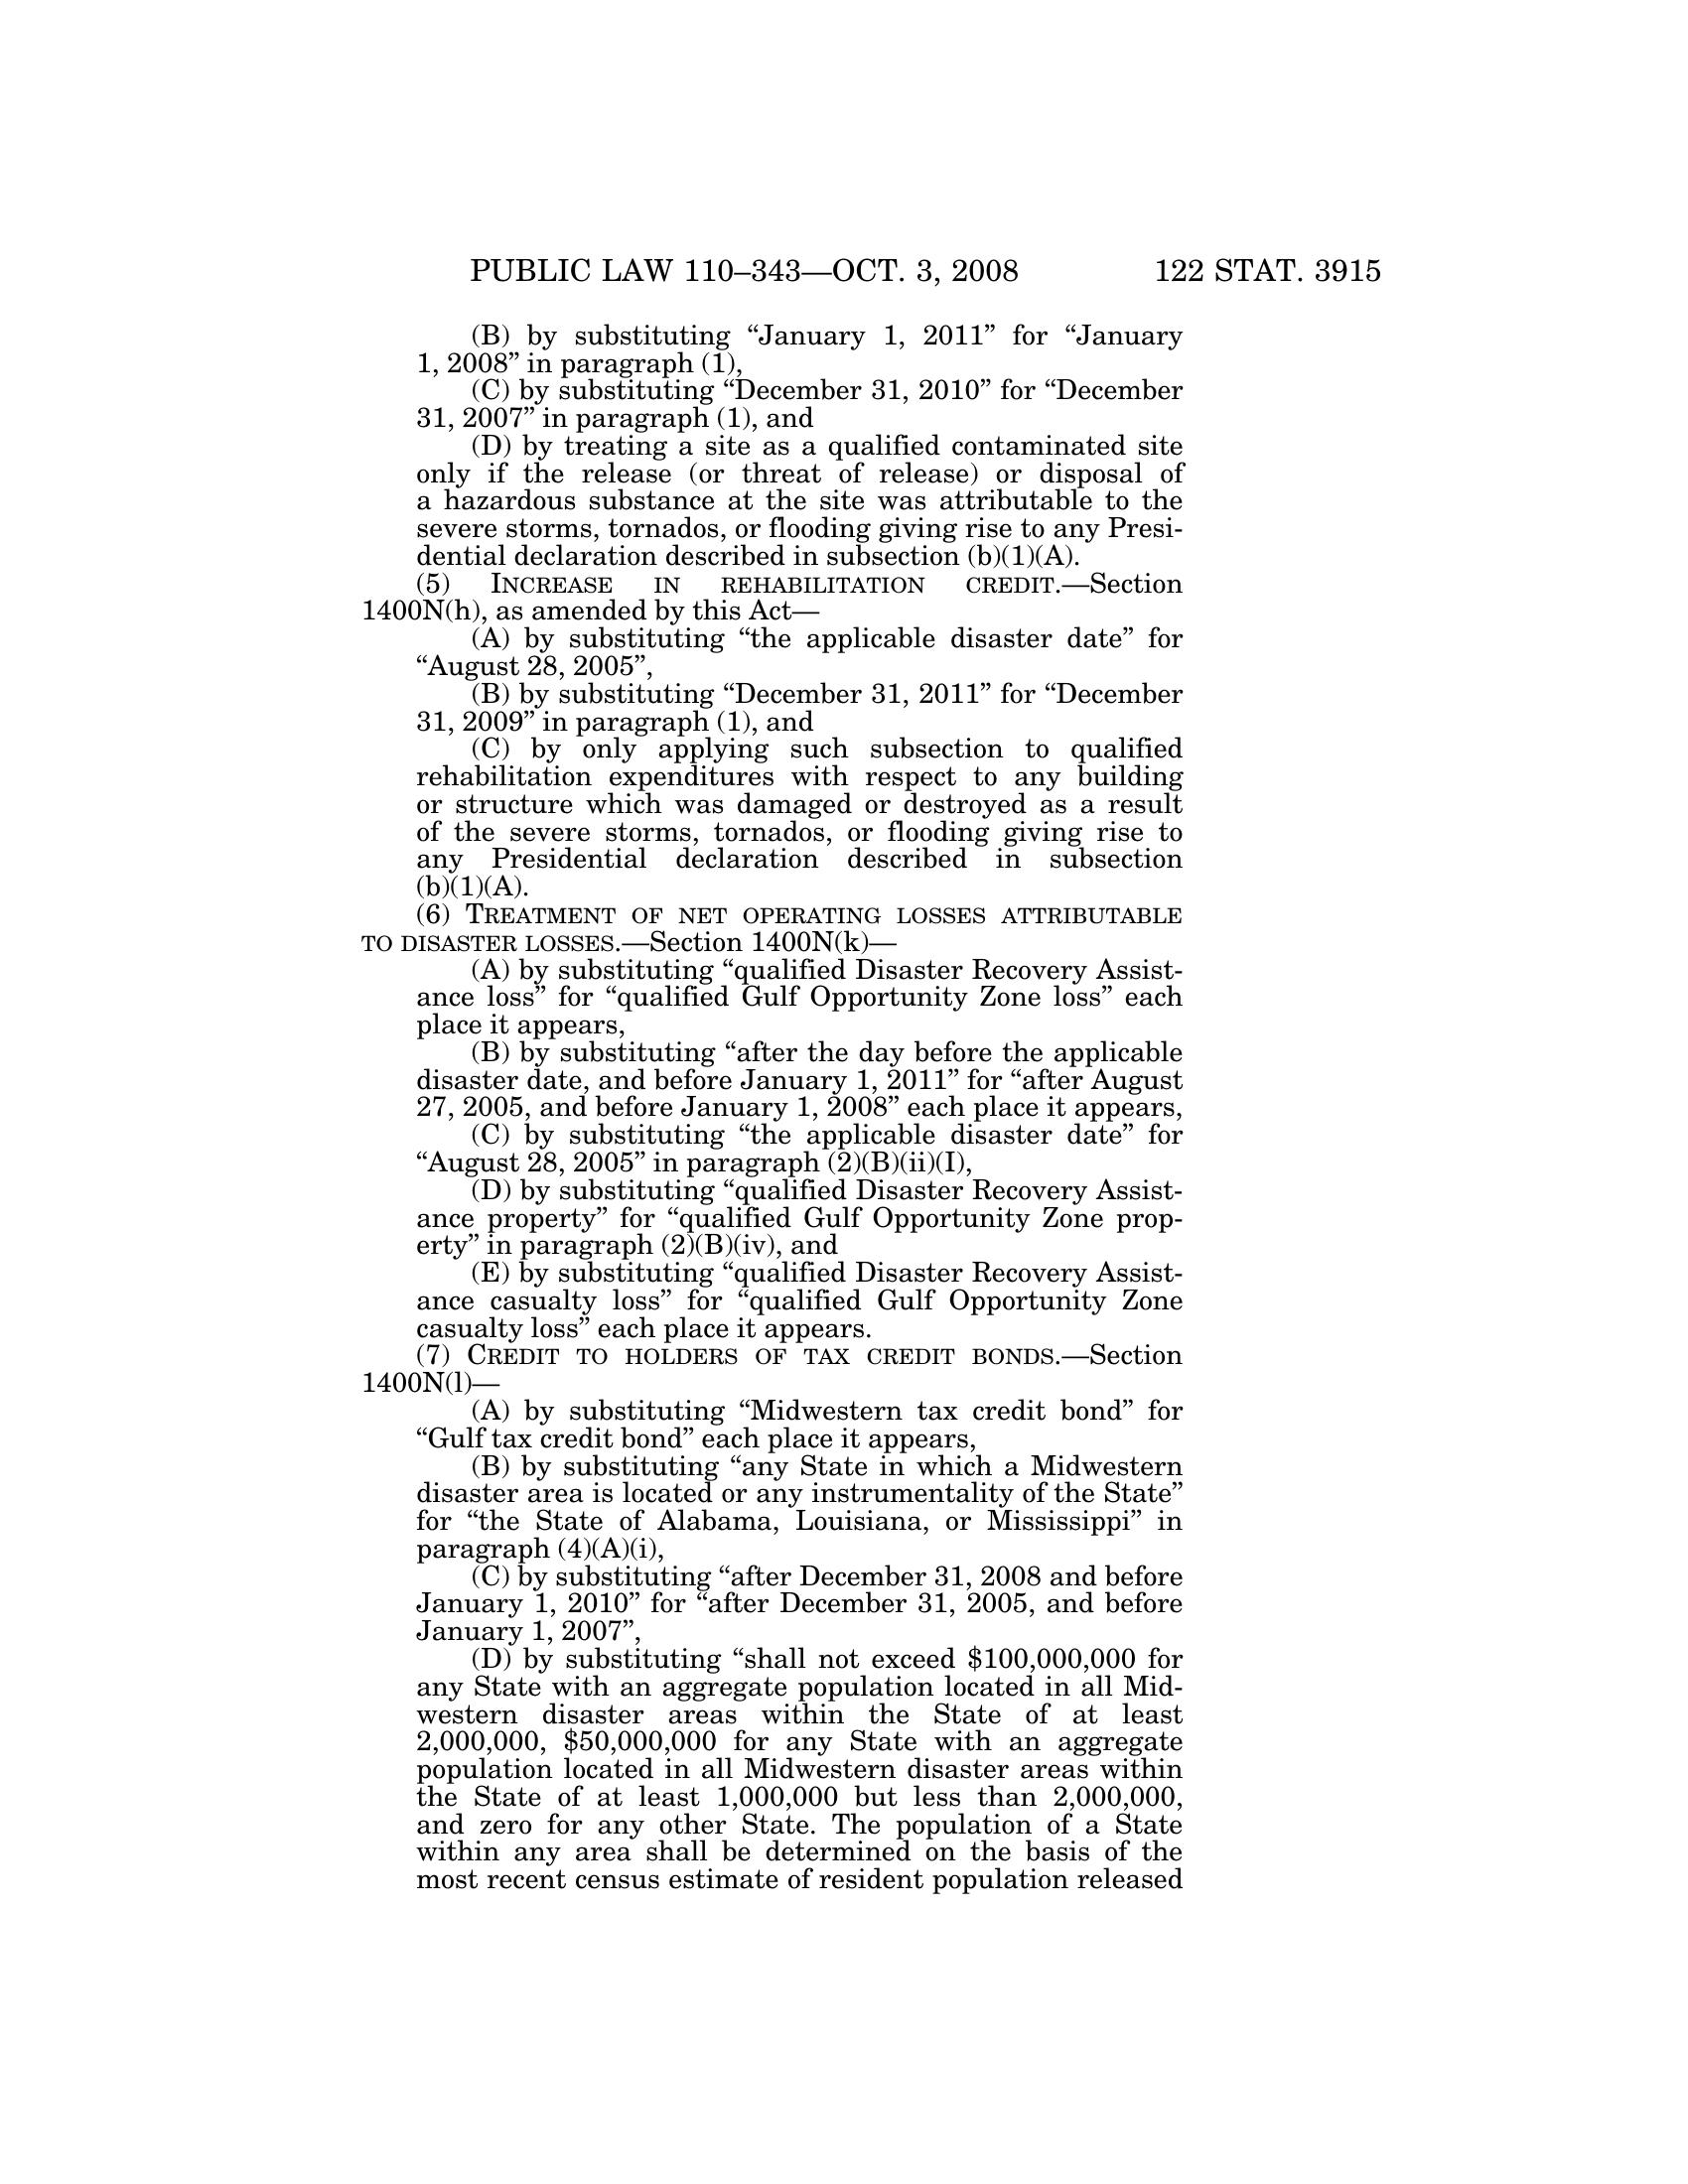 PUBLIC LAW 110–343—OCT. 3, 2008 122 STAT. 3915
(B) by substituting “January 1, 2011” for “January
1, 2008” in paragraph (1),
(C) by substituting “December 31, 2010” for “December
31, 2007” in paragraph (1), and
(D) by treating a site as a qualified contaminated site
only if the release (or threat of release) or disposal of
a hazardous substance at the site was attributable to the
severe storms, tornados, or flooding giving rise to any Presi-
dential declaration described in subsection (b)(1)(A).
(5) INCREASE IN REHABILITATION CREDIT.—Section
1400N(h), as amended by this Act—
(A) by substituting “the applicable disaster date” for
“August 28, 2005”,
(B) by substituting “December 31, 2011” for “December
31, 2009” in paragraph (1), and
(C) by only applying such subsection to qualified
rehabilitation expenditures with respect to any building
or structure which was damaged or destroyed as a result
of the severe storms, tornados, or flooding giving rise to
any Presidential declaration described in subsection
(b)(1)(A).
(6) TREATMENT OF NET OPERATING LOSSES ATTRIBUTABLE
TO DISASTER LOSSES.—Section 1400N(k)—
(A) by substituting “qualified Disaster Recovery Assist-
ance loss” for “qualified Gulf Opportunity Zone loss” each
place it appears,
(B) by substituting “after the day before the applicable
disaster date, and before January 1, 2011” for “after August
27, 2005, and before January 1, 2008” each place it appears,
(C) by substituting “the applicable disaster date” for
“August 28, 2005” in paragraph (2)(B)(ii)(I),
(D) by substituting “qualified Disaster Recovery Assist-
ance property” for “qualified Gulf Opportunity Zone prop-
erty” in paragraph (2)(B)(iv), and
(E) by substituting “qualified Disaster Recovery Assist-
ance casualty loss” for “qualified Gulf Opportunity Zone
casualty loss” each place it appears.
(7) CREDIT TO HOLDERS OF TAX CREDIT BONDS.—Section
1400N(l)—
(A) by substituting “Midwestern tax credit bond” for
“Gulf tax credit bond” each place it appears,
(B) by substituting “any State in which a Midwestern
disaster area is located or any instrumentality of the State”
for “the State of Alabama, Louisiana, or Mississippi” in
paragraph (4)(A)(i),
(C) by substituting “after December 31, 2008 and before
January 1, 2010” for “after December 31, 2005, and before
January 1, 2007”,
(D) by substituting “shall not exceed $100,000,000 for
any State with an aggregate population located in all Mid-
western disaster areas within the State of at least
2,000,000, $50,000,000 for any State with an aggregate
population located in all Midwestern disaster areas within
the State of at least 1,000,000 but less than 2,000,000,
and zero for any other State. The population of a State
within any area shall be determined on the basis of the
most recent census estimate of resident population released